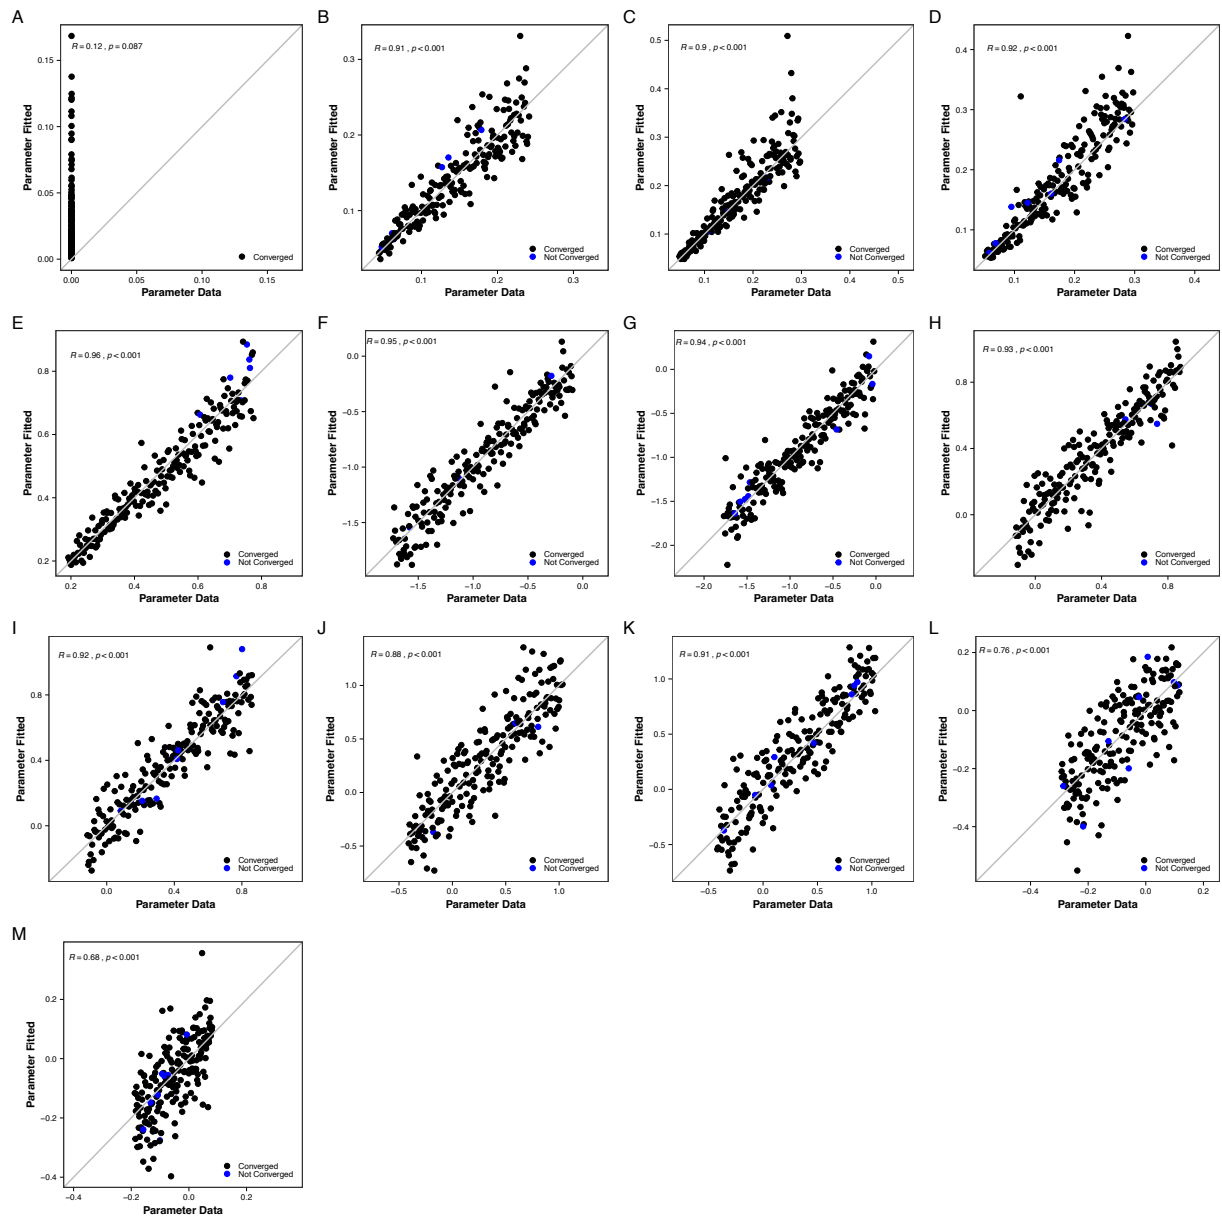 A
R = 0.12 , p = 0.087
Parameter Fitted
0.15
0.10
0.05
0.00
0.00 0.05 0.10 0.15
Parameter Data
Converged
B
R = 0.91 , p < 0.001
Parameter Fitted
0.3
0.2
0.1
0.1 0.2 0.3
Parameter Data
Converged
Not Converged
C
R = 0.9 , p < 0.001
Parameter Fitted
0.5
0.4
0.3
0.2
0.1
0.1 0.2 0.3 0.4 0.5
Parameter Data
Converged
Not Converged
D
R = 0.92 , p < 0.001
Parameter Fitted
0.4
0.3
0.2
0.1
0.1 0.2 0.3 0.4
Parameter Data
Converged
Not Converged
E
R = 0.96 , p < 0.001
Parameter Fitted
0.8
0.6
0.4
0.2
0.2 0.4 0.6 0.8
Parameter Data
Converged
Not Converged
F
R = 0.95 , p < 0.001
Parameter Fitted
0.0
−0.5
−1.0
−1.5
−1.5 −1.0 −0.5 0.0
Parameter Data
Converged
Not Converged
G
R = 0.94 , p < 0.001
Parameter Fitted
0.0
−0.5
−1.0
−1.5
−2.0
−2.0 −1.5 −1.0 −0.5 0.0
Parameter Data
Converged
Not Converged
H
R = 0.93 , p < 0.001
Parameter Fitted
0.8
0.4
0.0
0.0 0.4 0.8
Parameter Data
Converged
Not Converged
I
R = 0.92 , p < 0.001
Parameter Fitted
0.8
0.4
0.0
0.0 0.4 0.8
Parameter Data
Converged
Not Converged
J
R = 0.88 , p < 0.001
Parameter Fitted
1.0
0.5
0.0
−0.5
−0.5 0.0 0.5 1.0
Parameter Data
Converged
Not Converged
K
R = 0.91 , p < 0.001
Parameter Fitted
1.0
0.5
0.0
−0.5
−0.5 0.0 0.5 1.0
Parameter Data
Converged
Not Converged
L
R = 0.76 , p < 0.001
Parameter Fitted
0.2
0.0
−0.2
−0.4
−0.4 −0.2 0.0 0.2
Parameter Data
Converged
Not Converged
M
R = 0.68 , p < 0.001
Parameter Fitted
0.2
0.0
−0.2
−0.4
−0.4 −0.2 0.0 0.2
Parameter Data
Converged
Not Converged